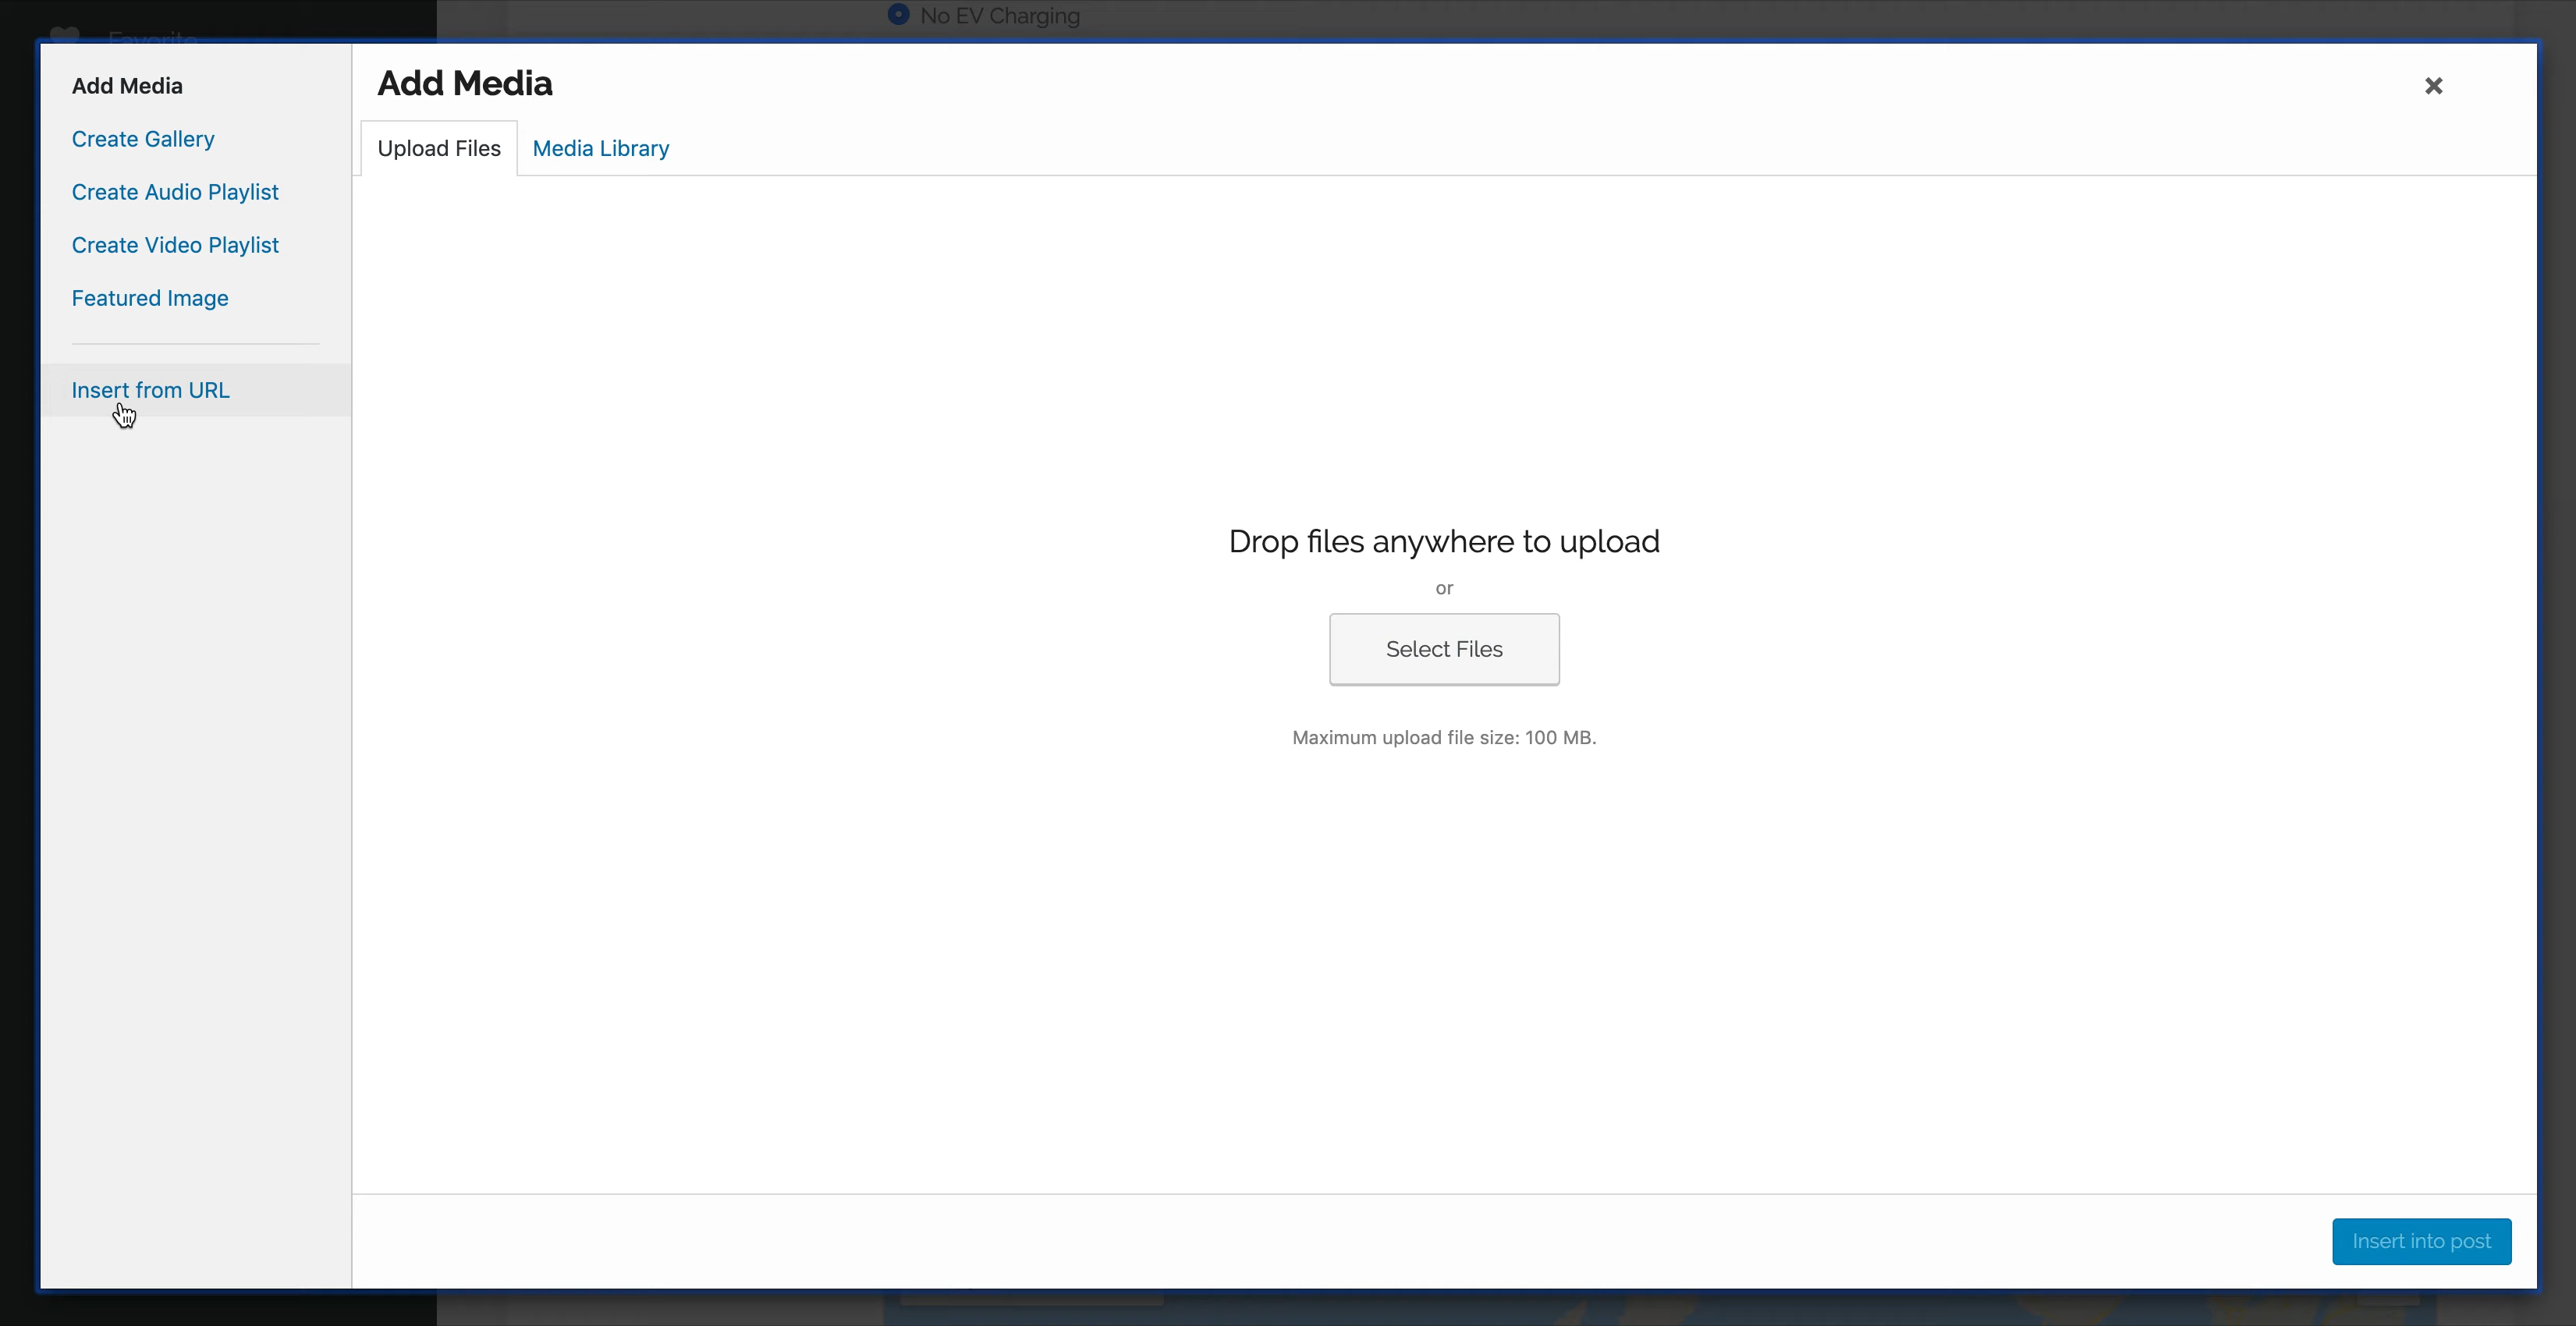 No EV Charging
Favorite
Add Media
Create Gallery
Create Audio Playlist
Create Video Playlist
Featured Image
Insert from URL
Add Media
Upload Files
Media Library
Drop files anywhere to upload
or
Select Files
Maximum upload file size: 100 MB.
Insert into post